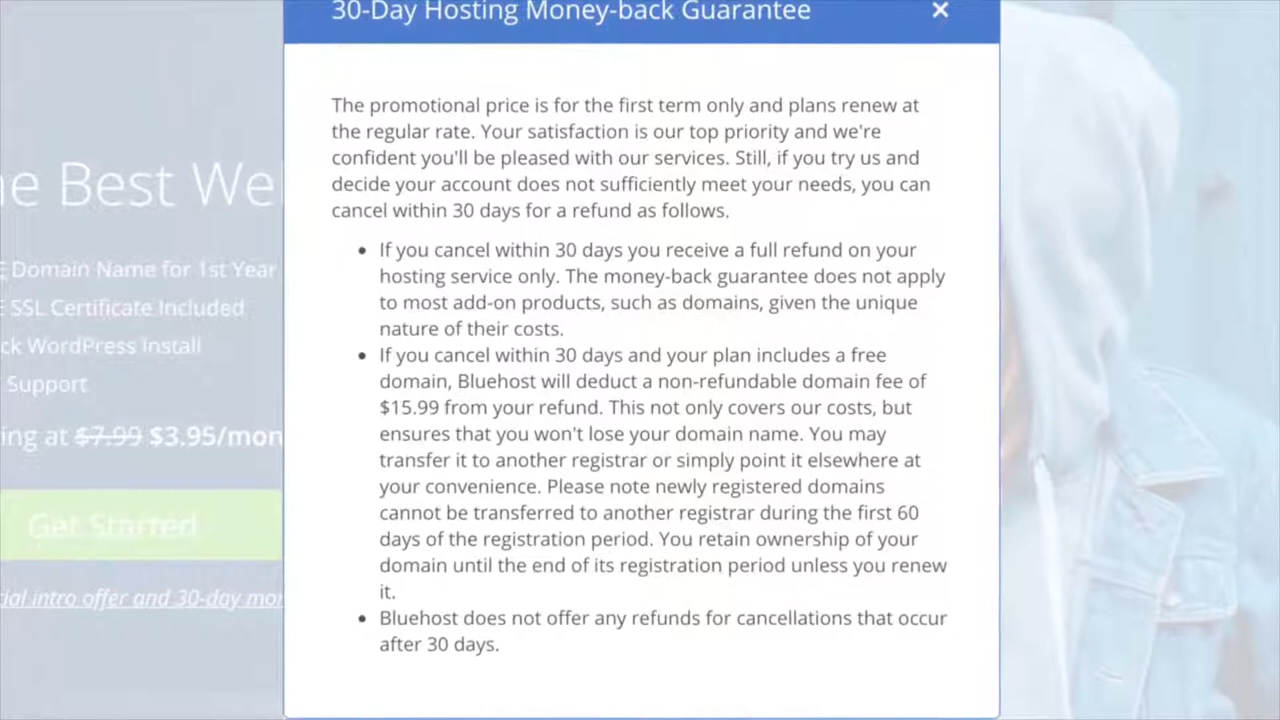 30-Day Hosting Money-back Guarantee
The promotional price is for the first term only and plans renew at
the regular rate. Your satisfaction is our top priority and we're
confident you'll be pleased with our services. Still, if you try us and
decide your account does not sufficiently meet your needs, you can
cancel within 30 days for a refund as follows.
• If you cancel within 30 days you receive a full refund on your
hosting service only. The money-back guarantee does not apply
to most add-on products, such as domains, given the unique
nature of their costs.
• If you cancel within 30 days and your plan includes a free
domain, Bluehost will deduct a non-refundable domain fee of
$15.99 from your refund. This not only covers our costs, but
ensures that you won't lose your domain name. You may
transfer it to another registrar or simply point it elsewhere at
your convenience. Please note newly registered domains
cannot be transferred to another registrar during the first 60
days of the registration period. You retain ownership of your
domain until the end of its registration period unless you renew
it.
• Bluehost does not offer any refunds for cancellations that occur
after 30 days.
Best
Domain Name for 1st Year
SSL Certificate Included
WordPress Install
Support
at $7.99 $3.95/mon
Get Started
intro offer and 30-day